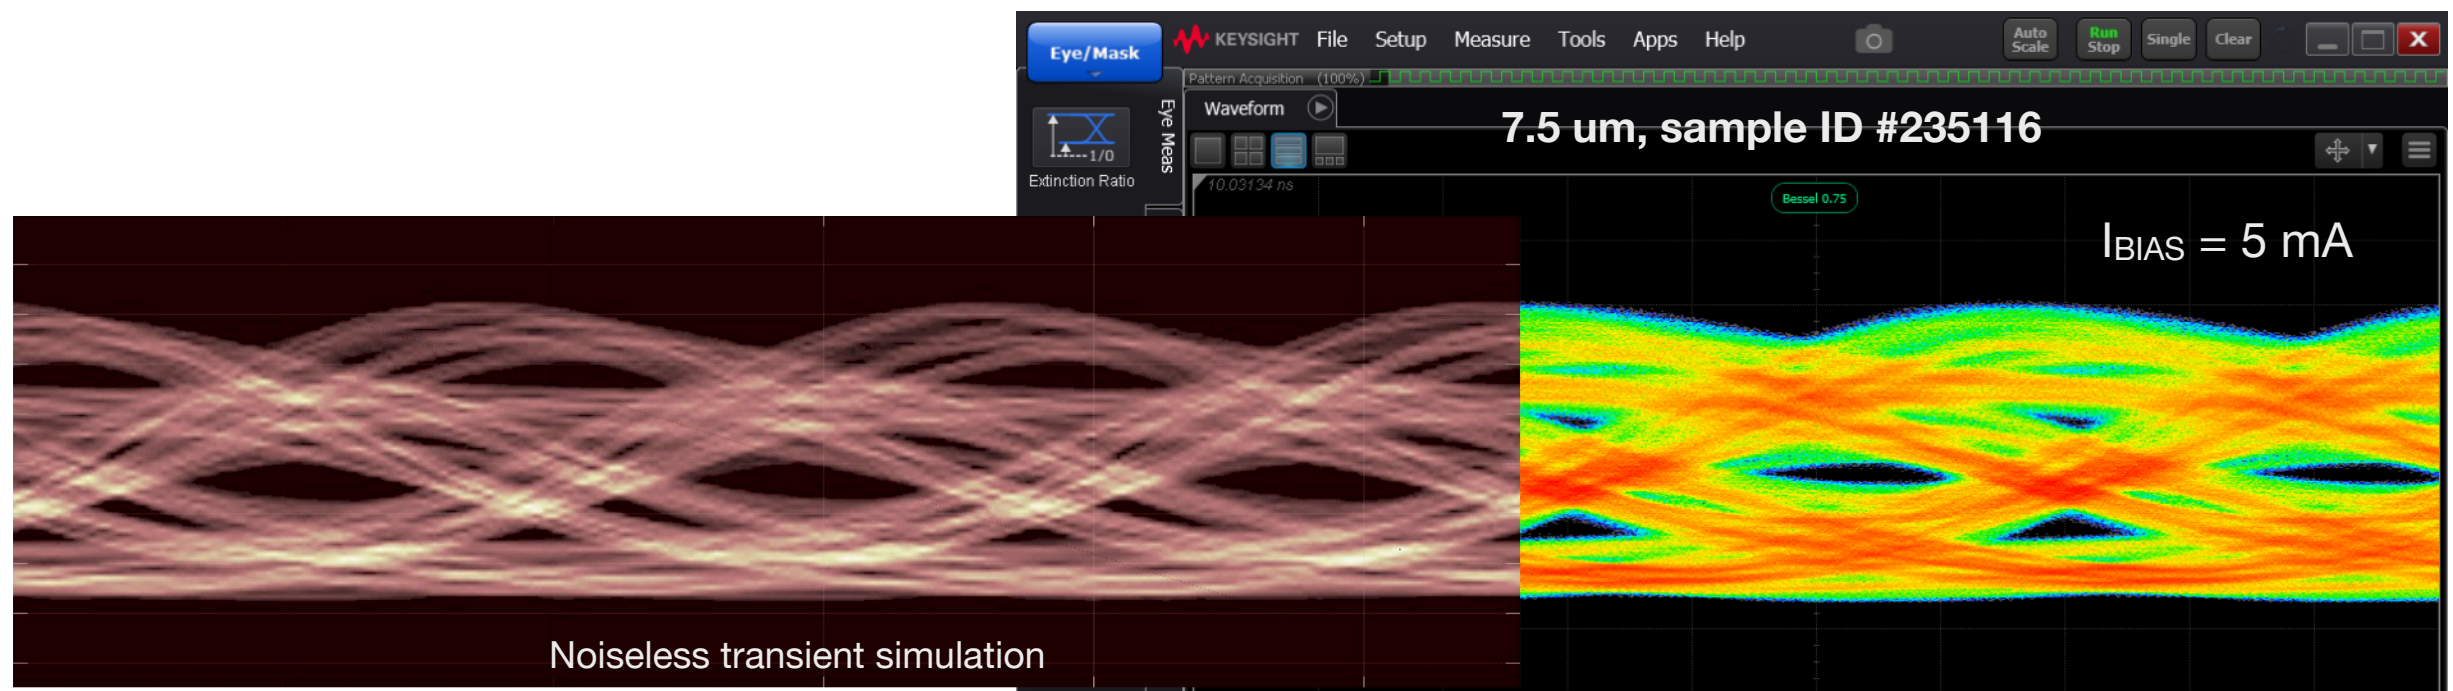 Eye/Mask
KEYSIGHT File Setup Measure Tools Apps Help
Auto Scale
Run Stop
Single
Clear
X
Pattern Acquisition (100%)
Eye Meas
Waveform
7.5 um, sample ID #235116
1/0
Extinction Ratio
10.03134 ns
Bessel 0.75
IBIAS = 5 mA
Noiseless transient simulation